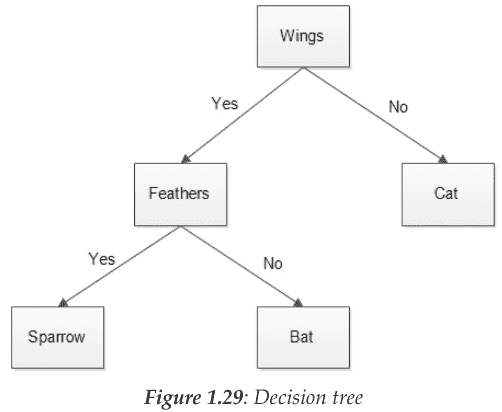 Wings
Yes
No
Feathers
Cat
Yes
No
Sparrow
Bat
Figure 1.29: Decision tree